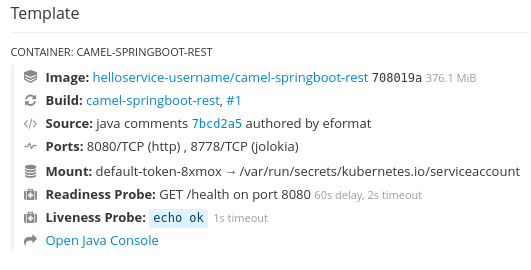 Template
CONTAINER: CAMEL-SPRINGBOOT-REST
Image: helloservice-username/camel-springboot-rest 708019a 376.1 MiB
Build: camel-springboot-rest, #1
Source: java comments 7bcd2a5 authored by eformat
Ports: 8080/TCP (http) , 8778/TCP (jolokia)
Mount: default-token-8xmox → /var/run/secrets/kubernetes.io/serviceaccount
Readiness Probe: GET /health on port 8080 60s delay, 2s timeout
Liveness Probe: echo ok 1s timeout
Open Java Console